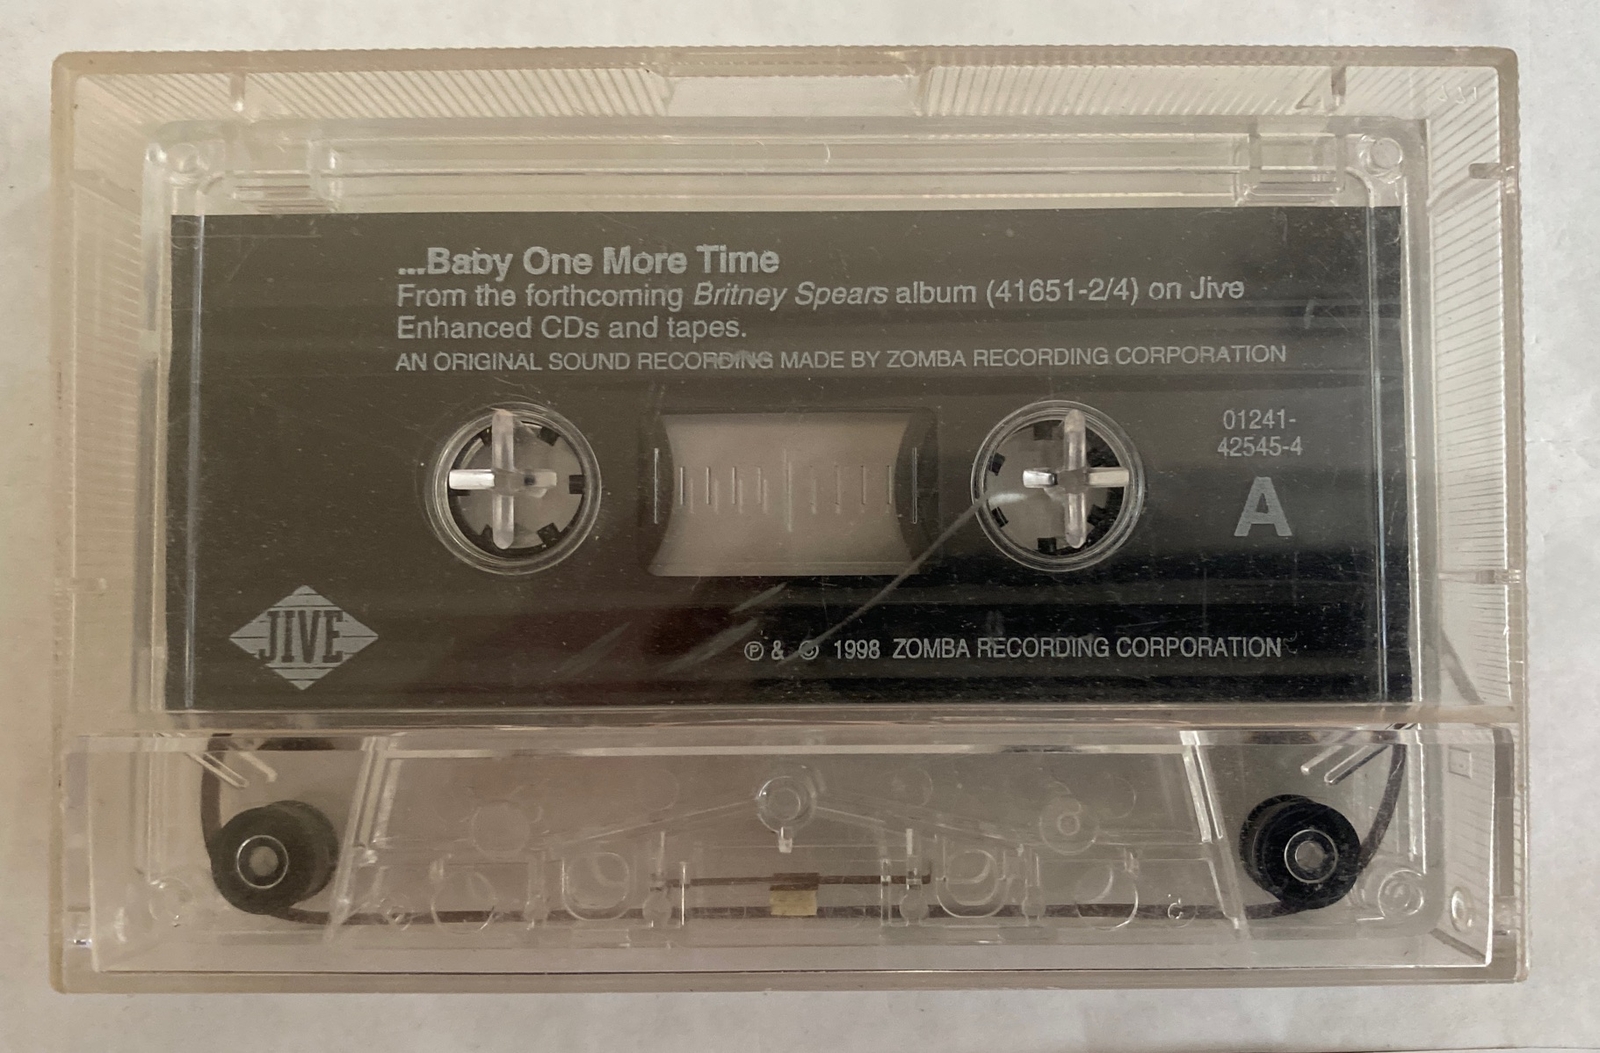 ...Baby One More Time
From the forthcoming Britney Spears album (41651-2/4) on Jive
Enhanced CDs and tapes.
AN ORIGINAL SOUND RECORDING MADE BY ZOMBA RECORDING CORPORATION
01241-
42545-4
A
JIVE
℗ & © 1998 ZOMBA RECORDING CORPORATION